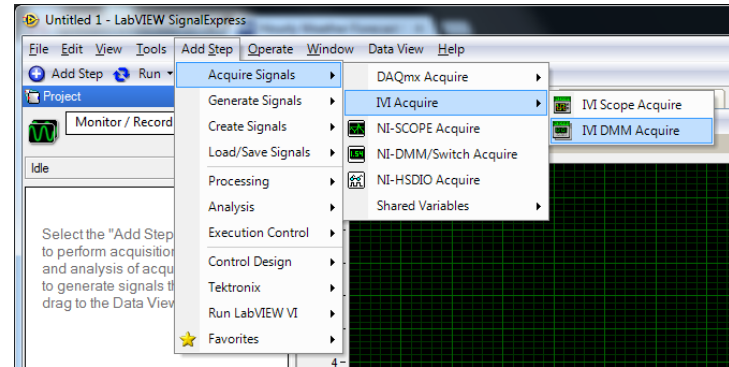 Untitled 1 - LabVIEW SignalExpress
File Edit View Tools Add Step Operate Window Data View Help
Add Step Run
Project
Monitor / Record
Idle
Select the "Add Step
to perform acquisition
and analysis of acqu
to generate signals th
drag to the Data View
Acquire Signals
Generate Signals
Create Signals
Load/Save Signals
Processing
Analysis
Execution Control
Control Design
Tektronix
Run LabVIEW VI
Favorites
DAQmx Acquire
IVI Acquire
NI-SCOPE Acquire
NI-DMM/Switch Acquire
NI-HSDIO Acquire
Shared Variables
IVI Scope Acquire
IVI DMM Acquire
4